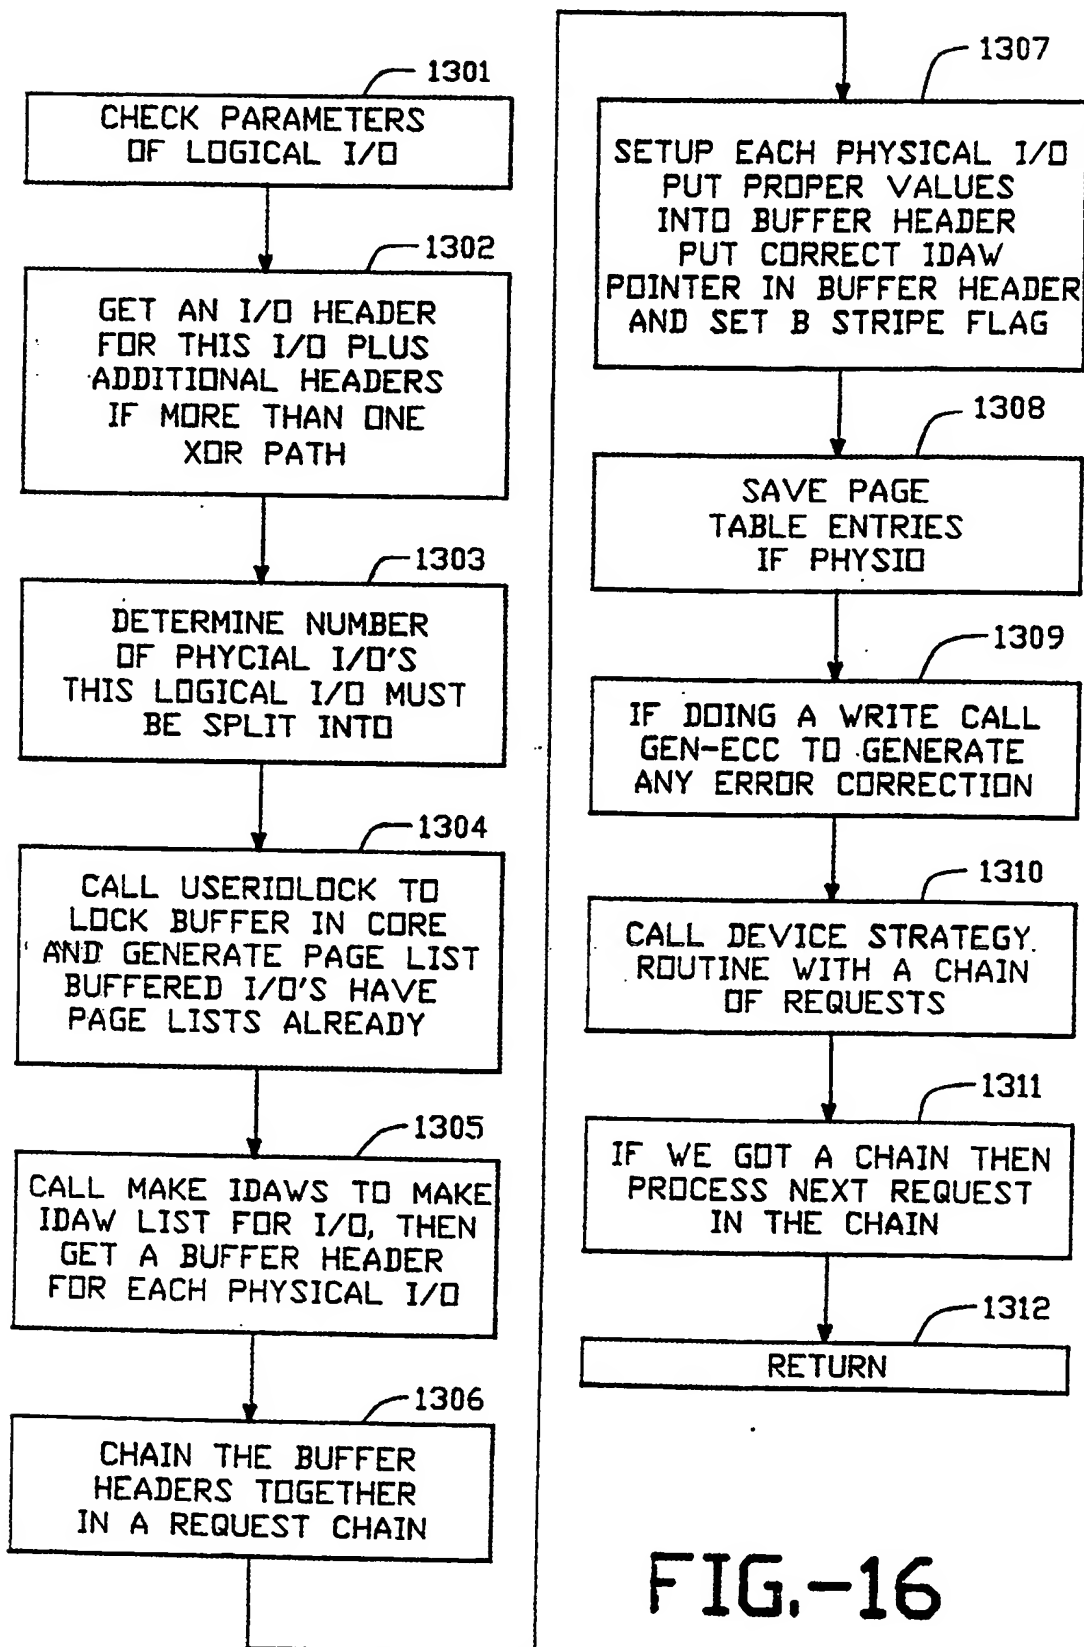 1301
CHECK PARAMETERS
OF LOGICAL I/O
1302
GET AN I/O HEADER
FOR THIS I/O PLUS
ADDITIONAL HEADERS
IF MORE THAN ONE
XOR PATH
1303
DETERMINE NUMBER
OF PHYCIAL I/O'S
THIS LOGICAL I/O MUST
BE SPLIT INTO
1304
CALL USERIOLOCK TO
LOCK BUFFER IN CORE
AND GENERATE PAGE LIST
BUFFERED I/O'S HAVE
PAGE LISTS ALREADY
1305
CALL MAKE IDAWS TO MAKE
IDAW LIST FOR I/O, THEN
GET A BUFFER HEADER
FOR EACH PHYSICAL I/O
1306
CHAIN THE BUFFER
HEADERS TOGETHER
IN A REQUEST CHAIN
1307
SETUP EACH PHYSICAL I/O
PUT PROPER VALUES
INTO BUFFER HEADER
PUT CORRECT IDAW
POINTER IN BUFFER HEADER
AND SET B STRIPE FLAG
1308
SAVE PAGE
TABLE ENTRIES
IF PHYSIO
1309
IF DOING A WRITE CALL
GEN-ECC TO GENERATE
ANY ERROR CORRECTION
1310
CALL DEVICE STRATEGY
ROUTINE WITH A CHAIN
OF REQUESTS
1311
IF WE GOT A CHAIN THEN
PROCESS NEXT REQUEST
IN THE CHAIN
1312
RETURN
FIG.-16